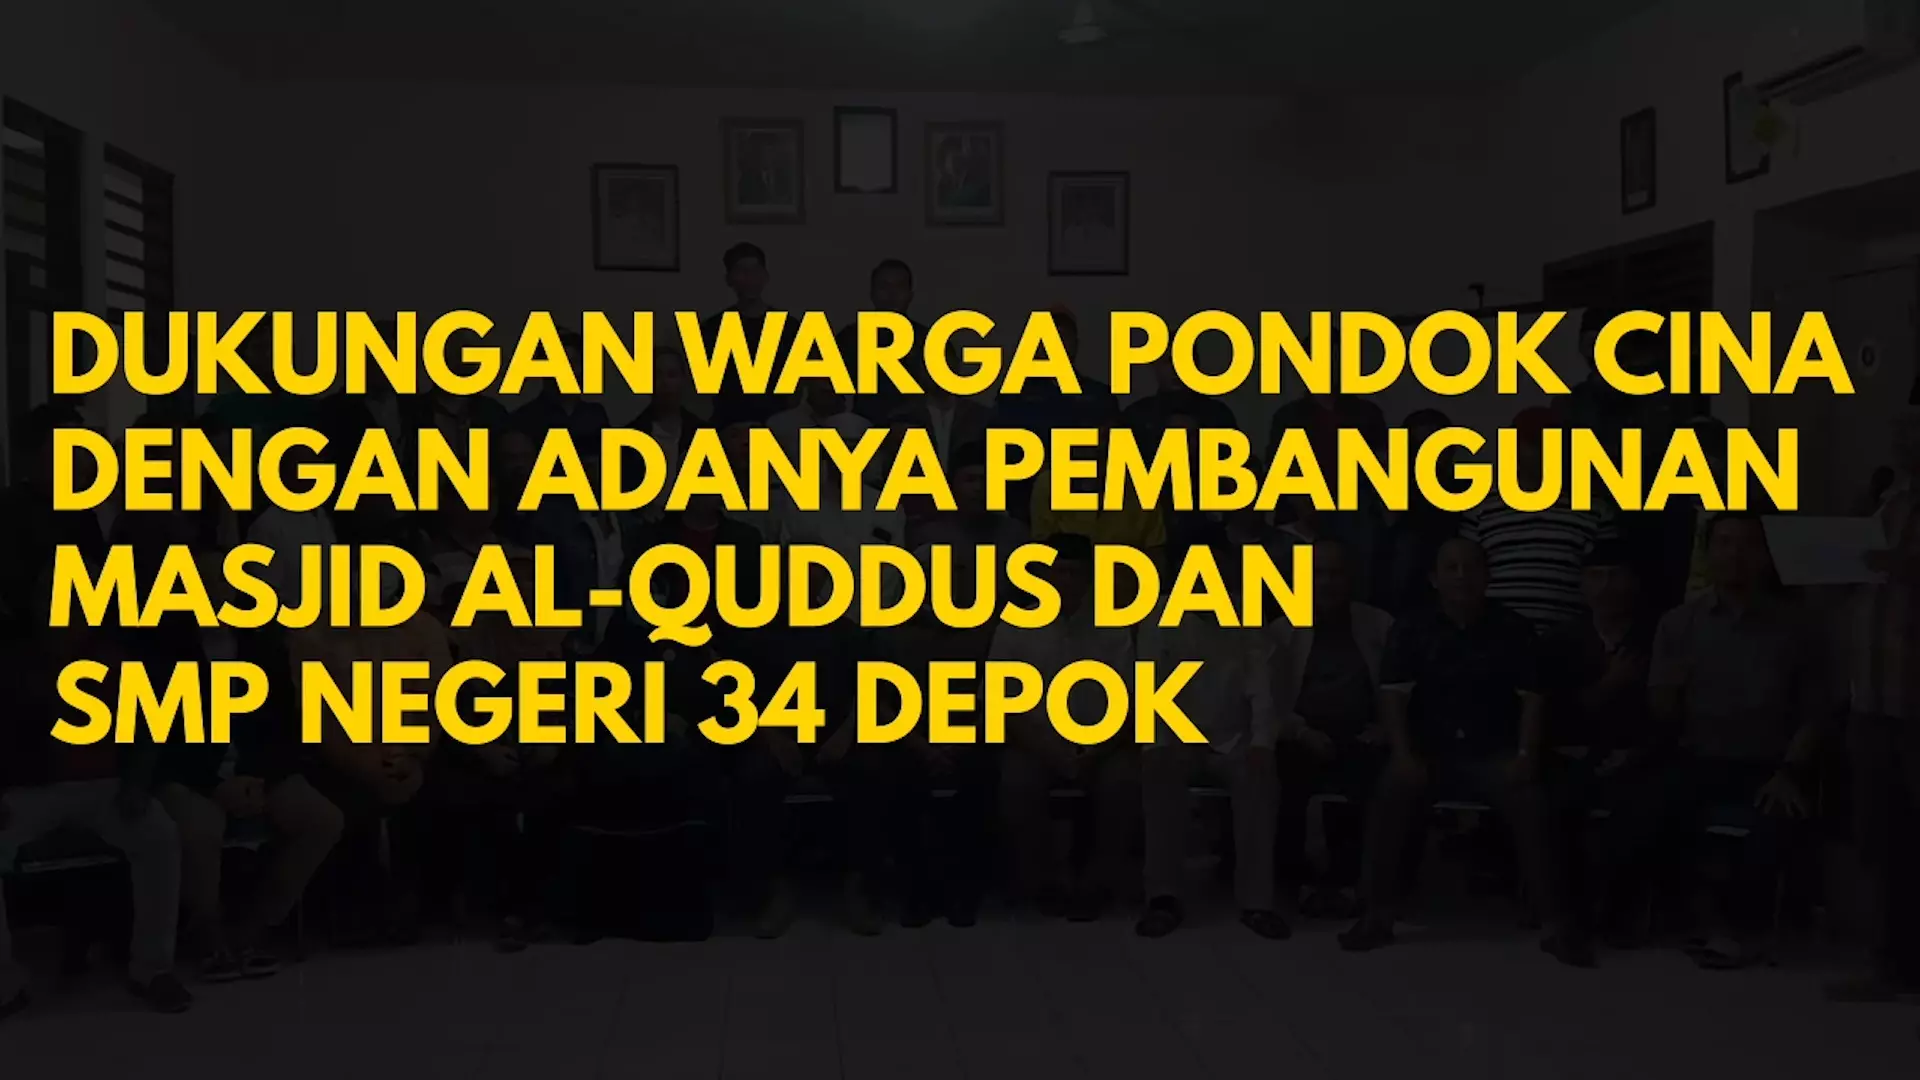 DUKUNGAN WARGA PONDOK CINA
DENGAN ADANYA PEMBANGUNAN
MASJID AL-QUDDUS DAN
SMP NEGERI 34 DEPOK